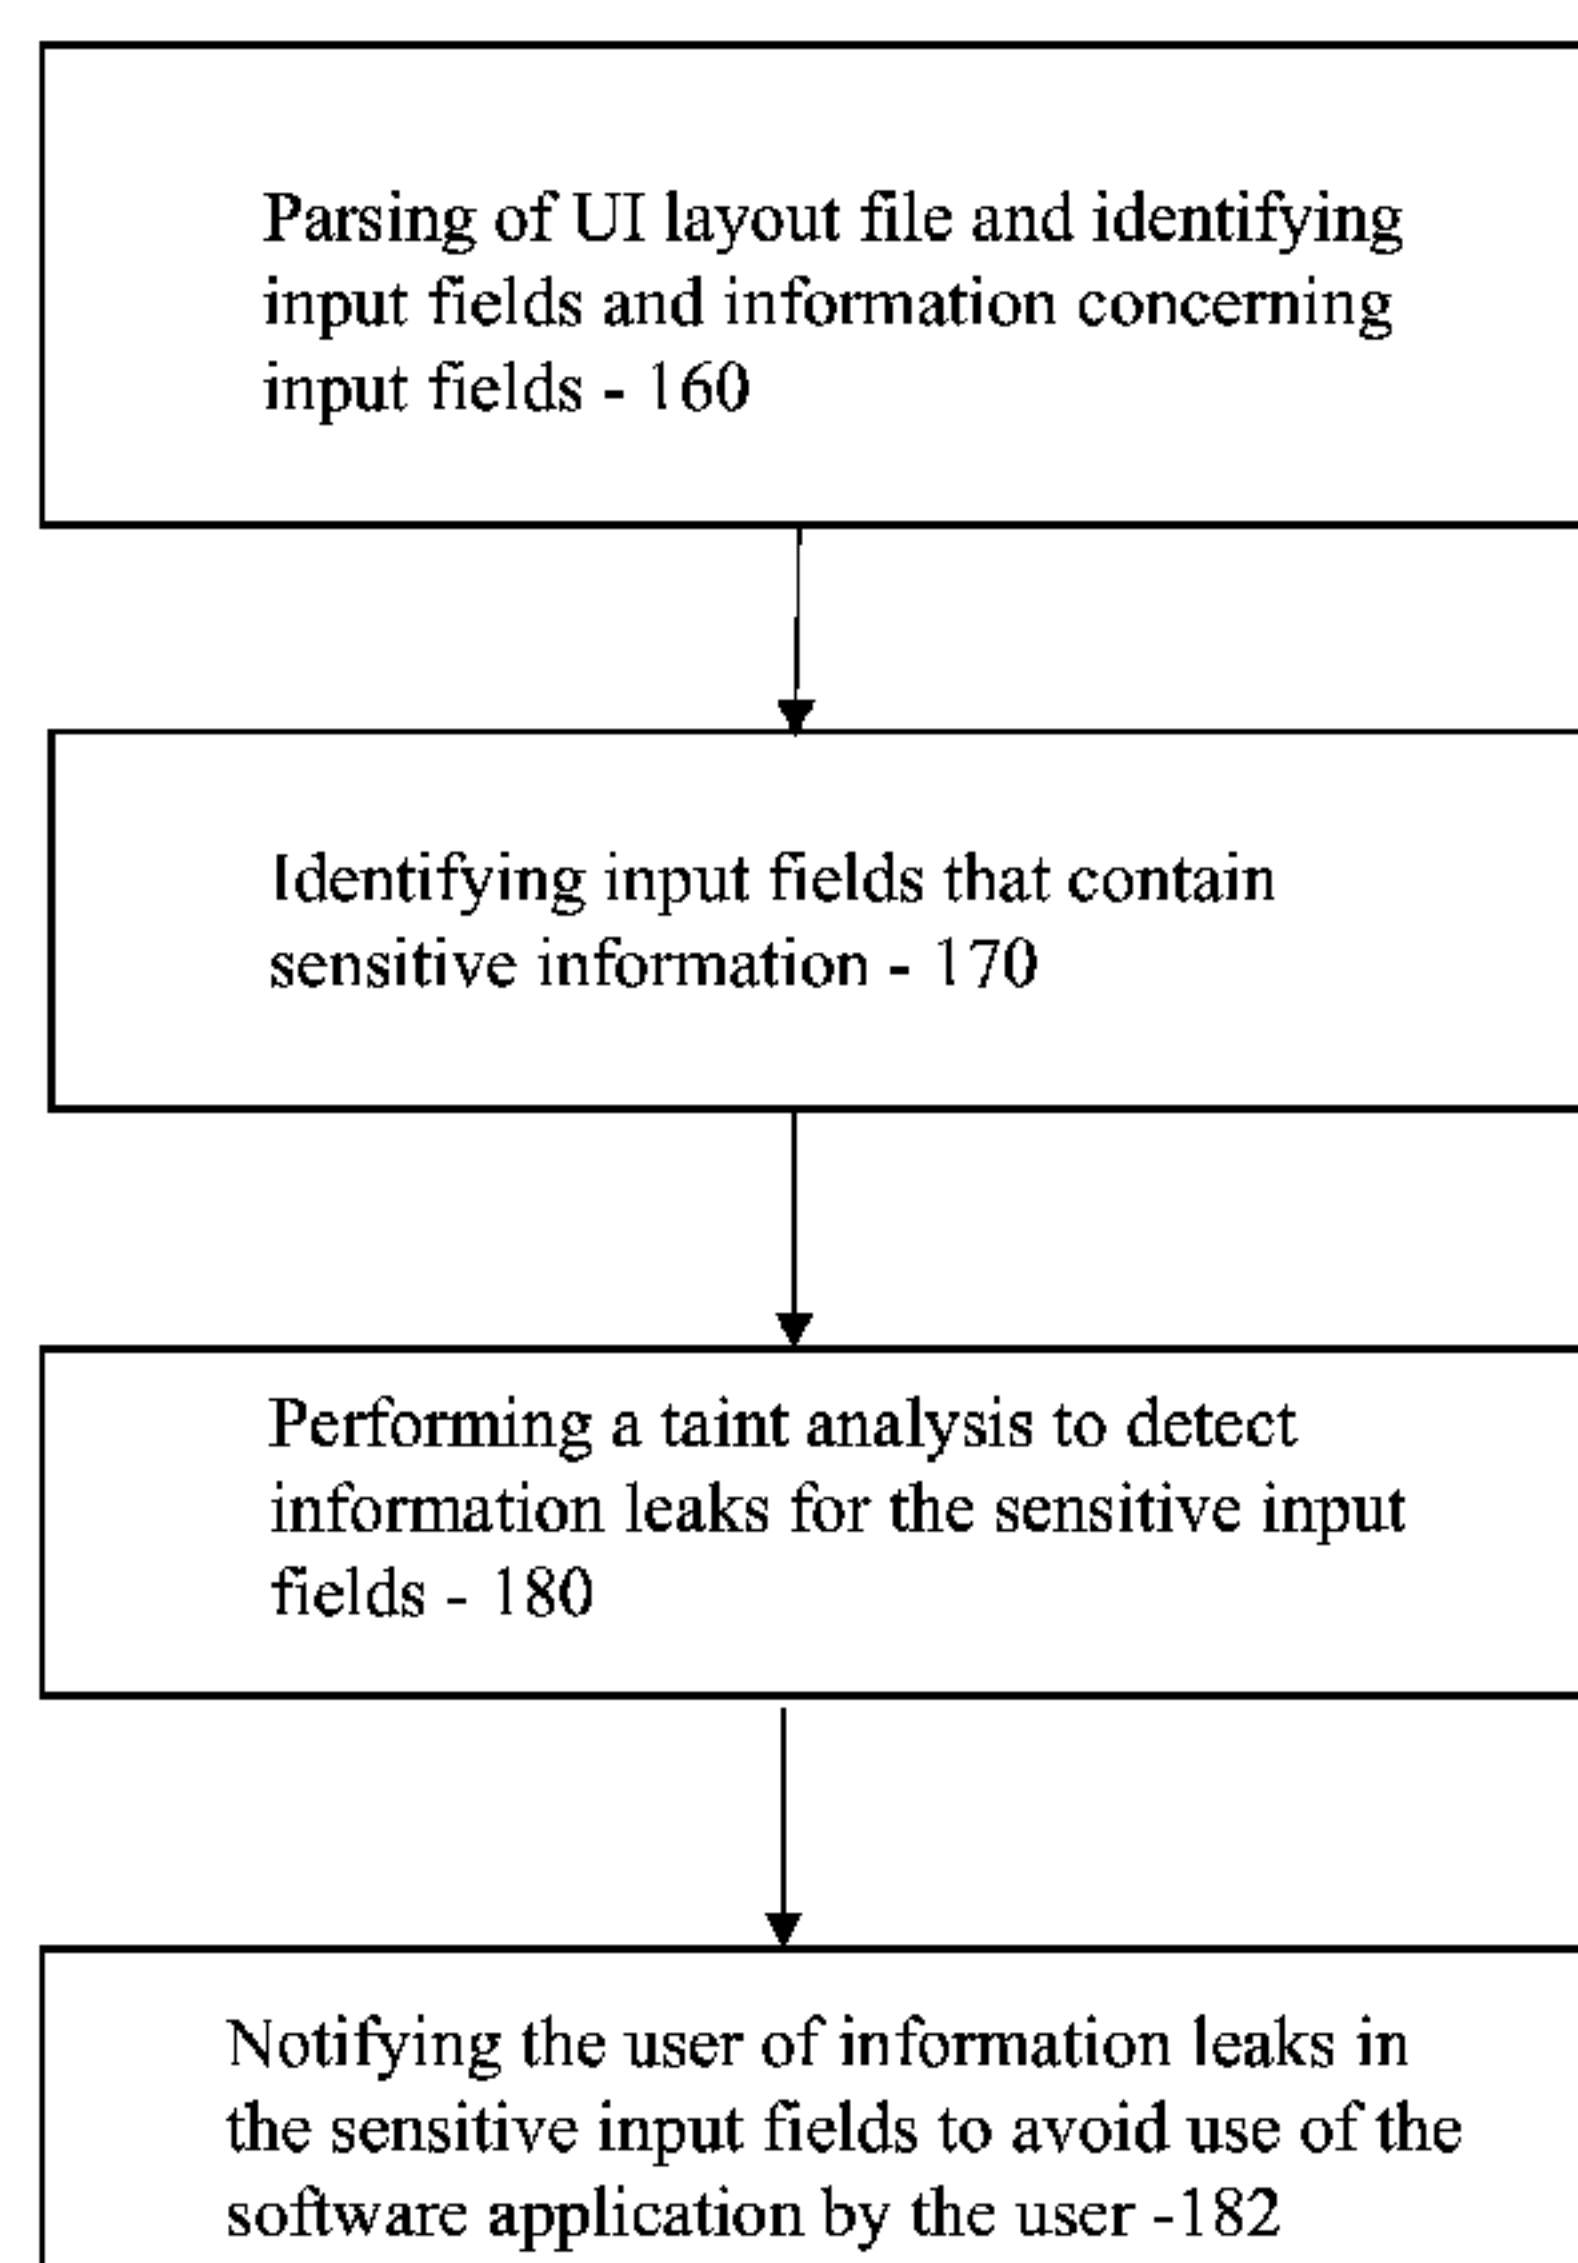 Parsing of UI layout file and identifying
input fields and information concerning
input fields - 160
Identifying input fields that contain
sensitive information - 170
Performing a taint analysis to detect
information leaks for the sensitive input
fields - 180
Notifying the user of information leaks in
the sensitive input fields to avoid use of the
software application by the user -182